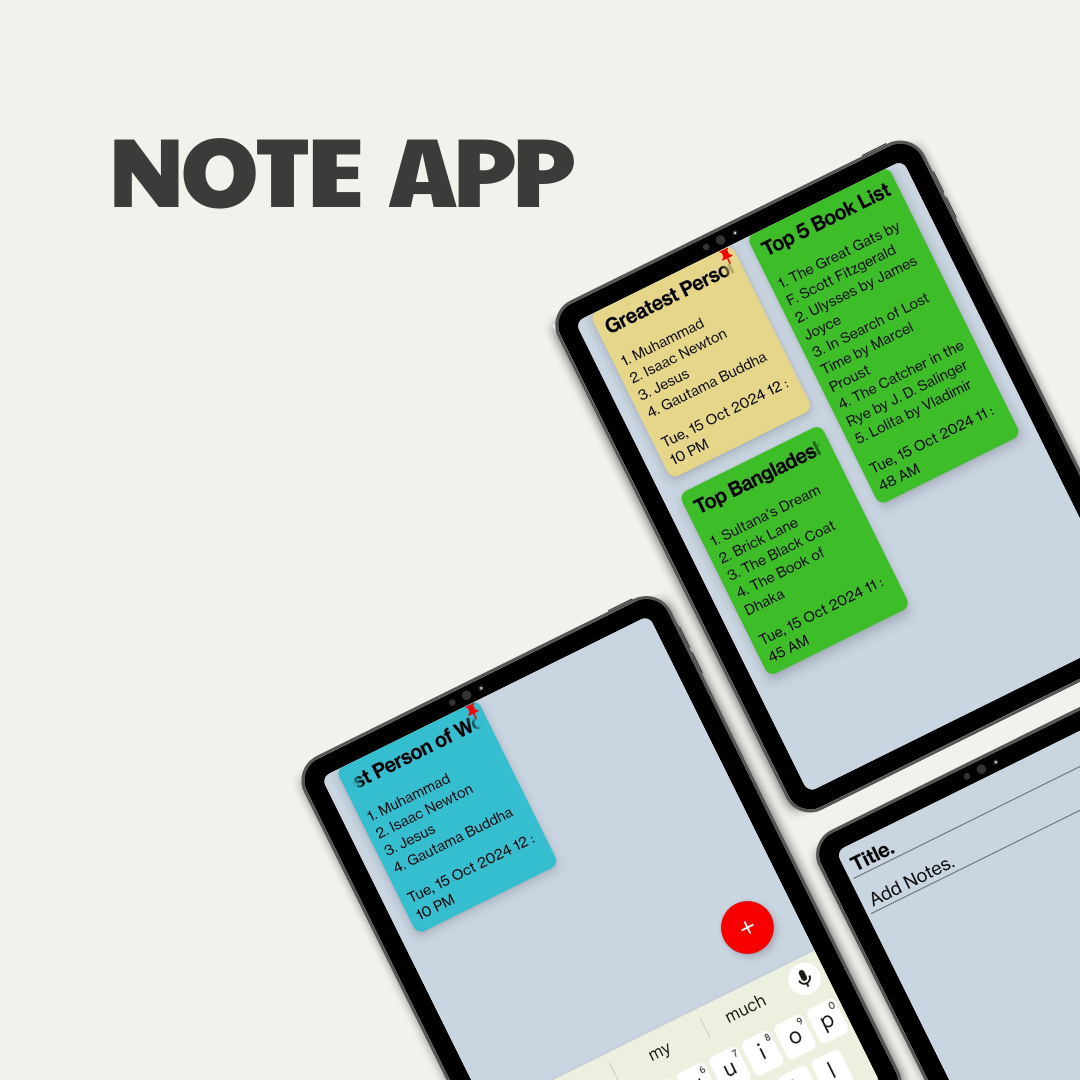 NOTE APP
Greatest Perso
1. Muhammad
2. Isaac Newton
3. Jesus
4. Gautama Buddha
Tue, 15 Oct 2024 12 :
10 PM
Top 5 Book List
1. The Great Gats by
F. Scott Fitzgerald
2. Ulysses by James
Joyce
3. In Search of Lost
Time by Marcel
Proust
4. The Catcher in the
Rye by J. D. Salinger
5. Lolita by Vladimir
Tue, 15 Oct 2024 11 :
48 AM
Top Banglades
1. Sultana's Dream
2. Brick Lane
3. The Black Coat
4. The Book of
Dhaka
Tue, 15 Oct 2024 11 :
45 AM
st Person of Wo
1. Muhammad
2. Isaac Newton
3. Jesus
4. Gautama Buddha
Tue, 15 Oct 2024 12 :
10 PM
+
my much
6 7 8 9 0
u i o p
l
Title.
Add Notes.